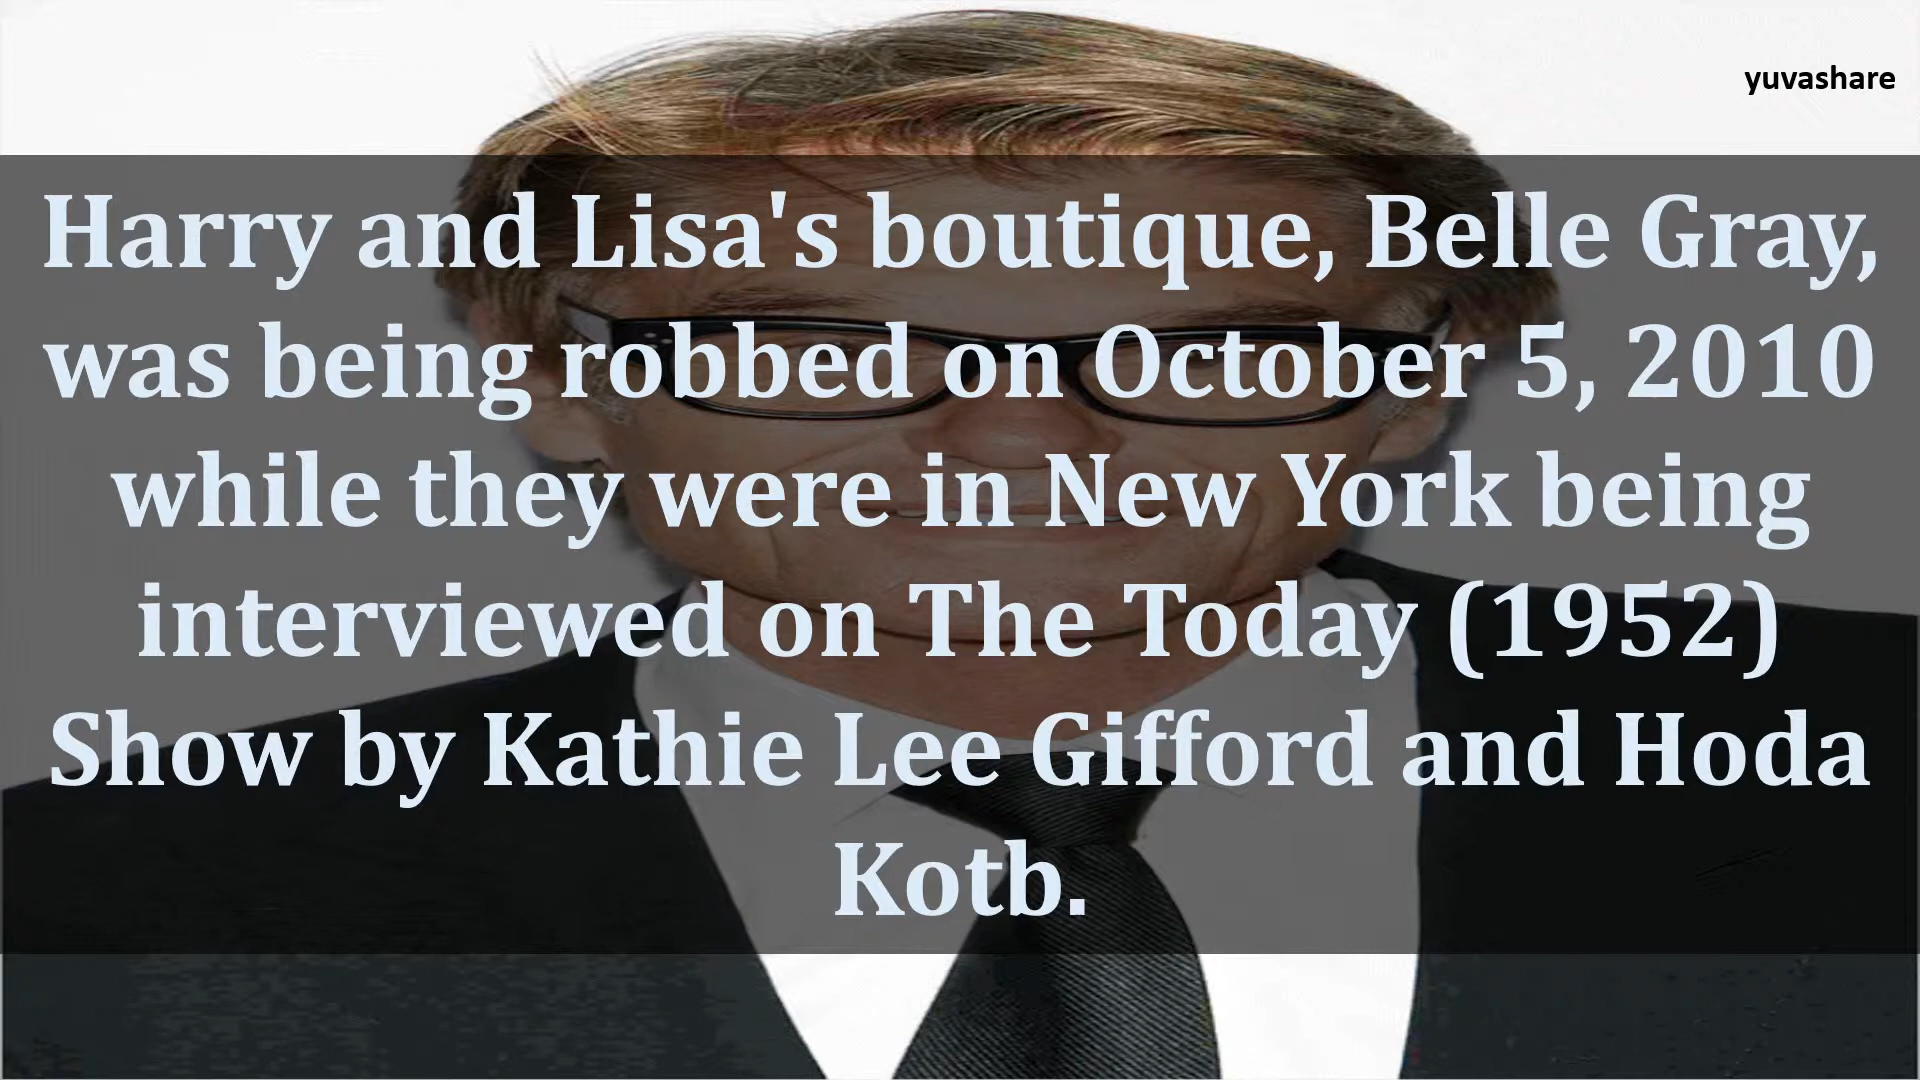 yuvashare
Harry and Lisa's boutique, Belle Gray,
was being robbed on October 5, 2010
while they were in New York being
interviewed on The Today (1952)
Show by Kathie Lee Gifford and Hoda
Kotb.